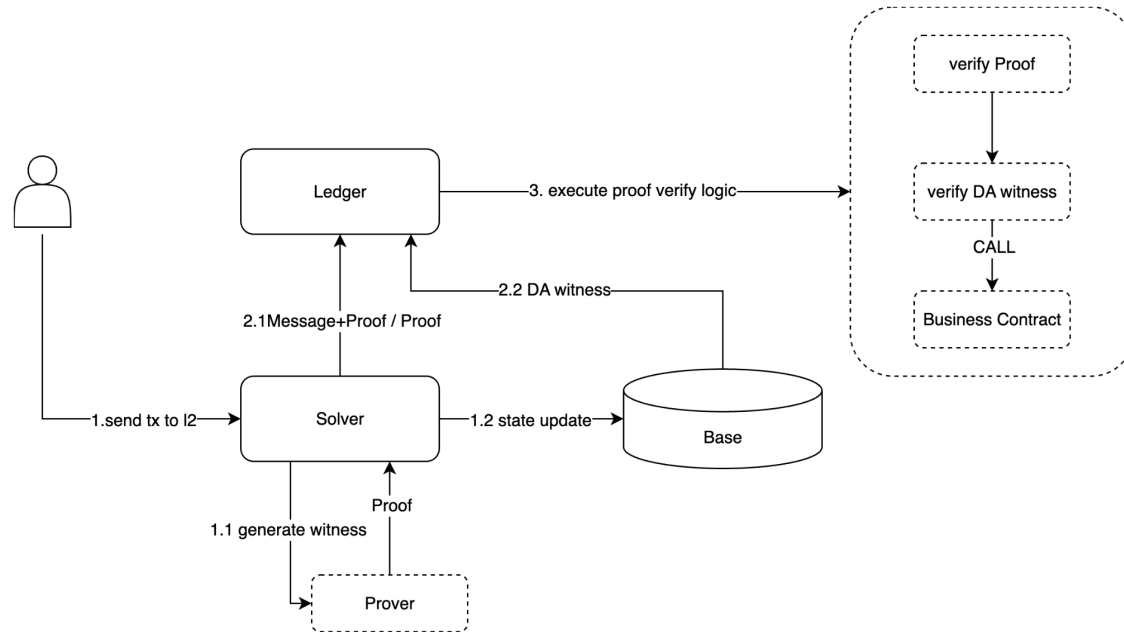 verify Proof
Ledger
3. execute proof verify logic
verify DA witness
CALL
2.2 DA witness
2.1Message+Proof / Proof
Business Contract
1.send tx to l2
Solver
1.2 state update
Base
Proof
1.1 generate witness
Prover